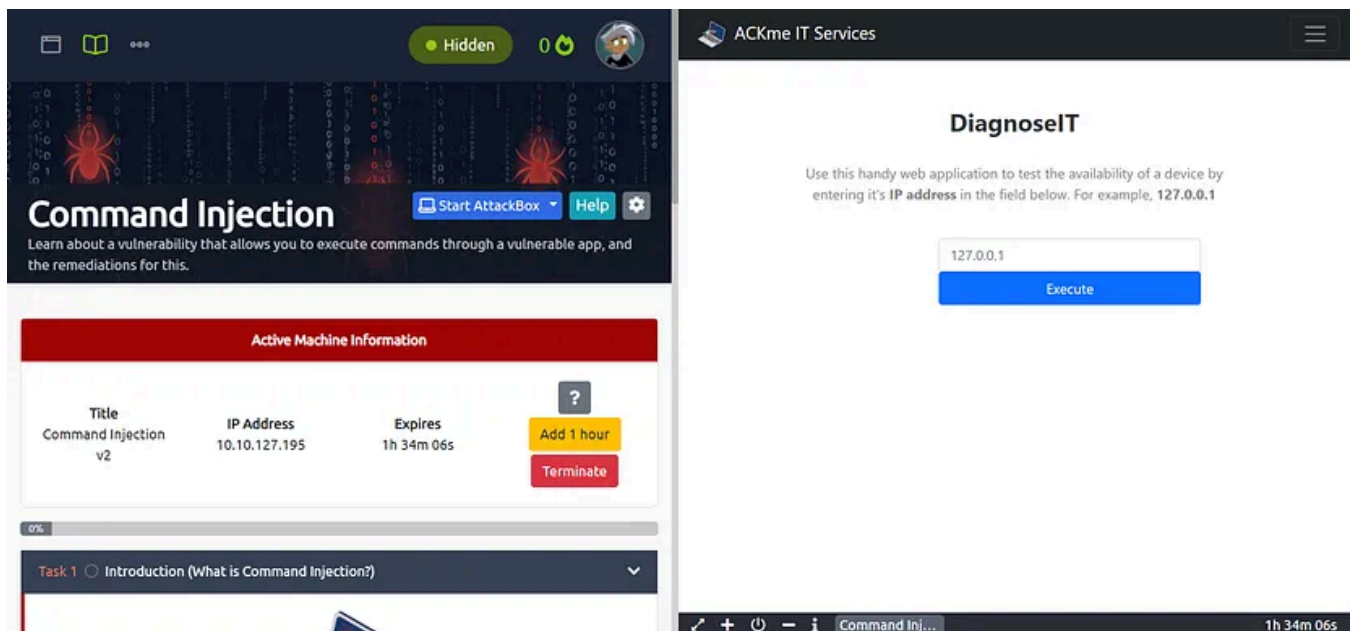 Hidden
0
Command Injection
Start AttackBox
Help
Learn about a vulnerability that allows you to execute commands through a vulnerable app, and
the remediations for this.
Active Machine Information
Title
Command Injection
v2
IP Address
10.10.127.195
Expires
1h 34m 06s
?
Add 1 hour
Terminate
0%
Task 1 Introduction (What is Command Injection?)
ACKme IT Services
DiagnoseIT
Use this handy web application to test the availability of a device by
entering it's IP address in the field below. For example, 127.0.0.1
127.0.0.1
Execute
Command Inj...
1h 34m 06s